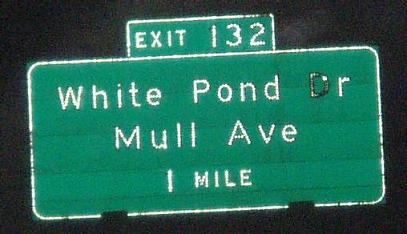 EXIT 132
White Pond Dr
Mull Ave
1 MILE